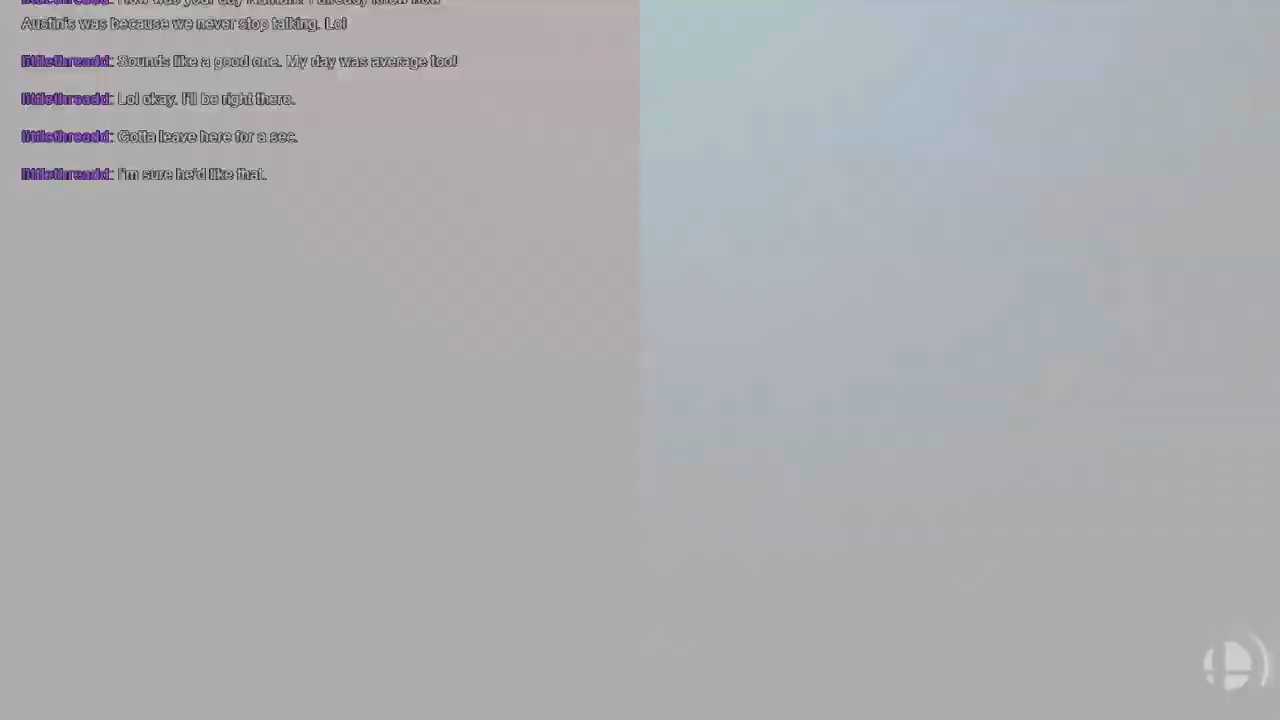 Austin's was because we never stop talking. Lol
littlethreadd: Sounds like a good one. My day was average too!
littlethreadd: Lol okay. I'll be right there.
littlethreadd: Gotta leave here for a sec.
littlethreadd: I'm sure he'd like that.